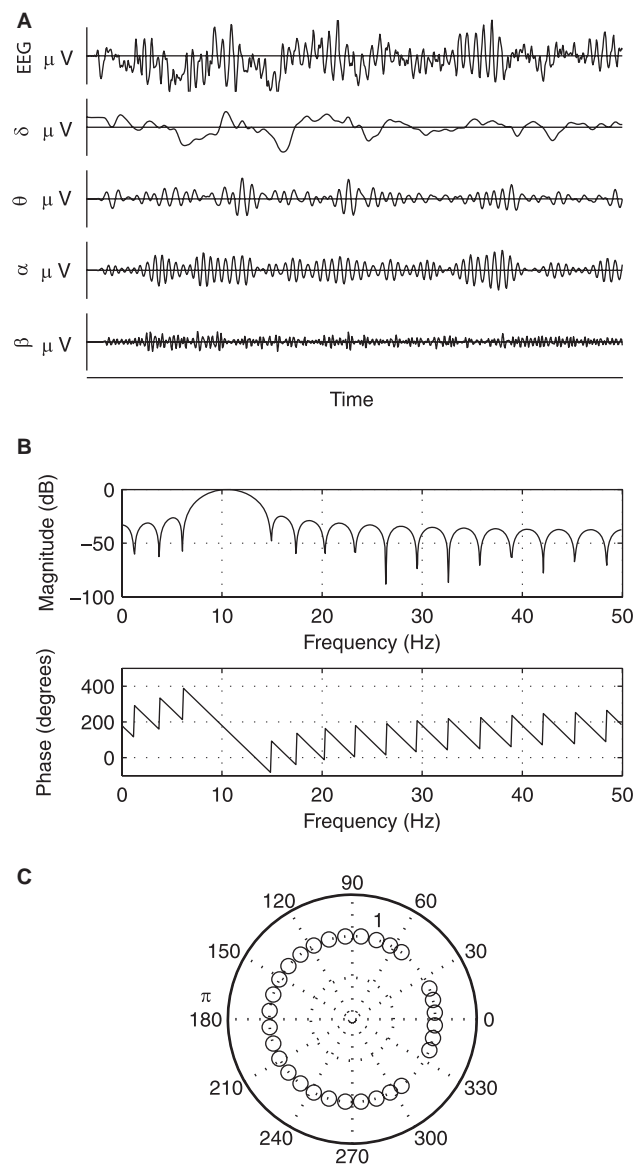 A
EEG μ V
δ μ V
θ μ V
α μ V
β μ V
Time
B
Magnitude (dB)
0
−50
−100
0 10 20 30 40 50
Frequency (Hz)
Phase (degrees)
400
200
0
0 10 20 30 40 50
Frequency (Hz)
C
90
120 60
1
150 30
π
180 0
210 330
240 300
270